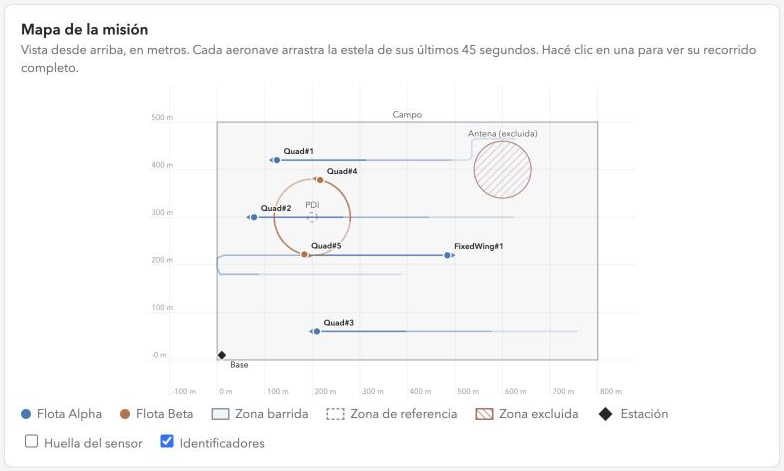 Mapa de la misión
Vista desde arriba, en metros. Cada aeronave arrastra la estela de sus últimos 45 segundos. Hacé clic en una para ver su recorrido
completo.
Campo
500 m
Antena (excluida)
Quad#1
400 m
Quad#4
PDI
Quad#2
300 m
Quad#5
FixedWing#1
200 m
100 m
Quad#3
-0 m
Base
-100 m
0 m
100 m
200 m
300 m
400 m
500 m
600 m
700 m
800 m
Flota Alpha
Flota Beta
Zona barrida
Zona de referencia
Zona excluida
Estación
Huella del sensor
Identificadores